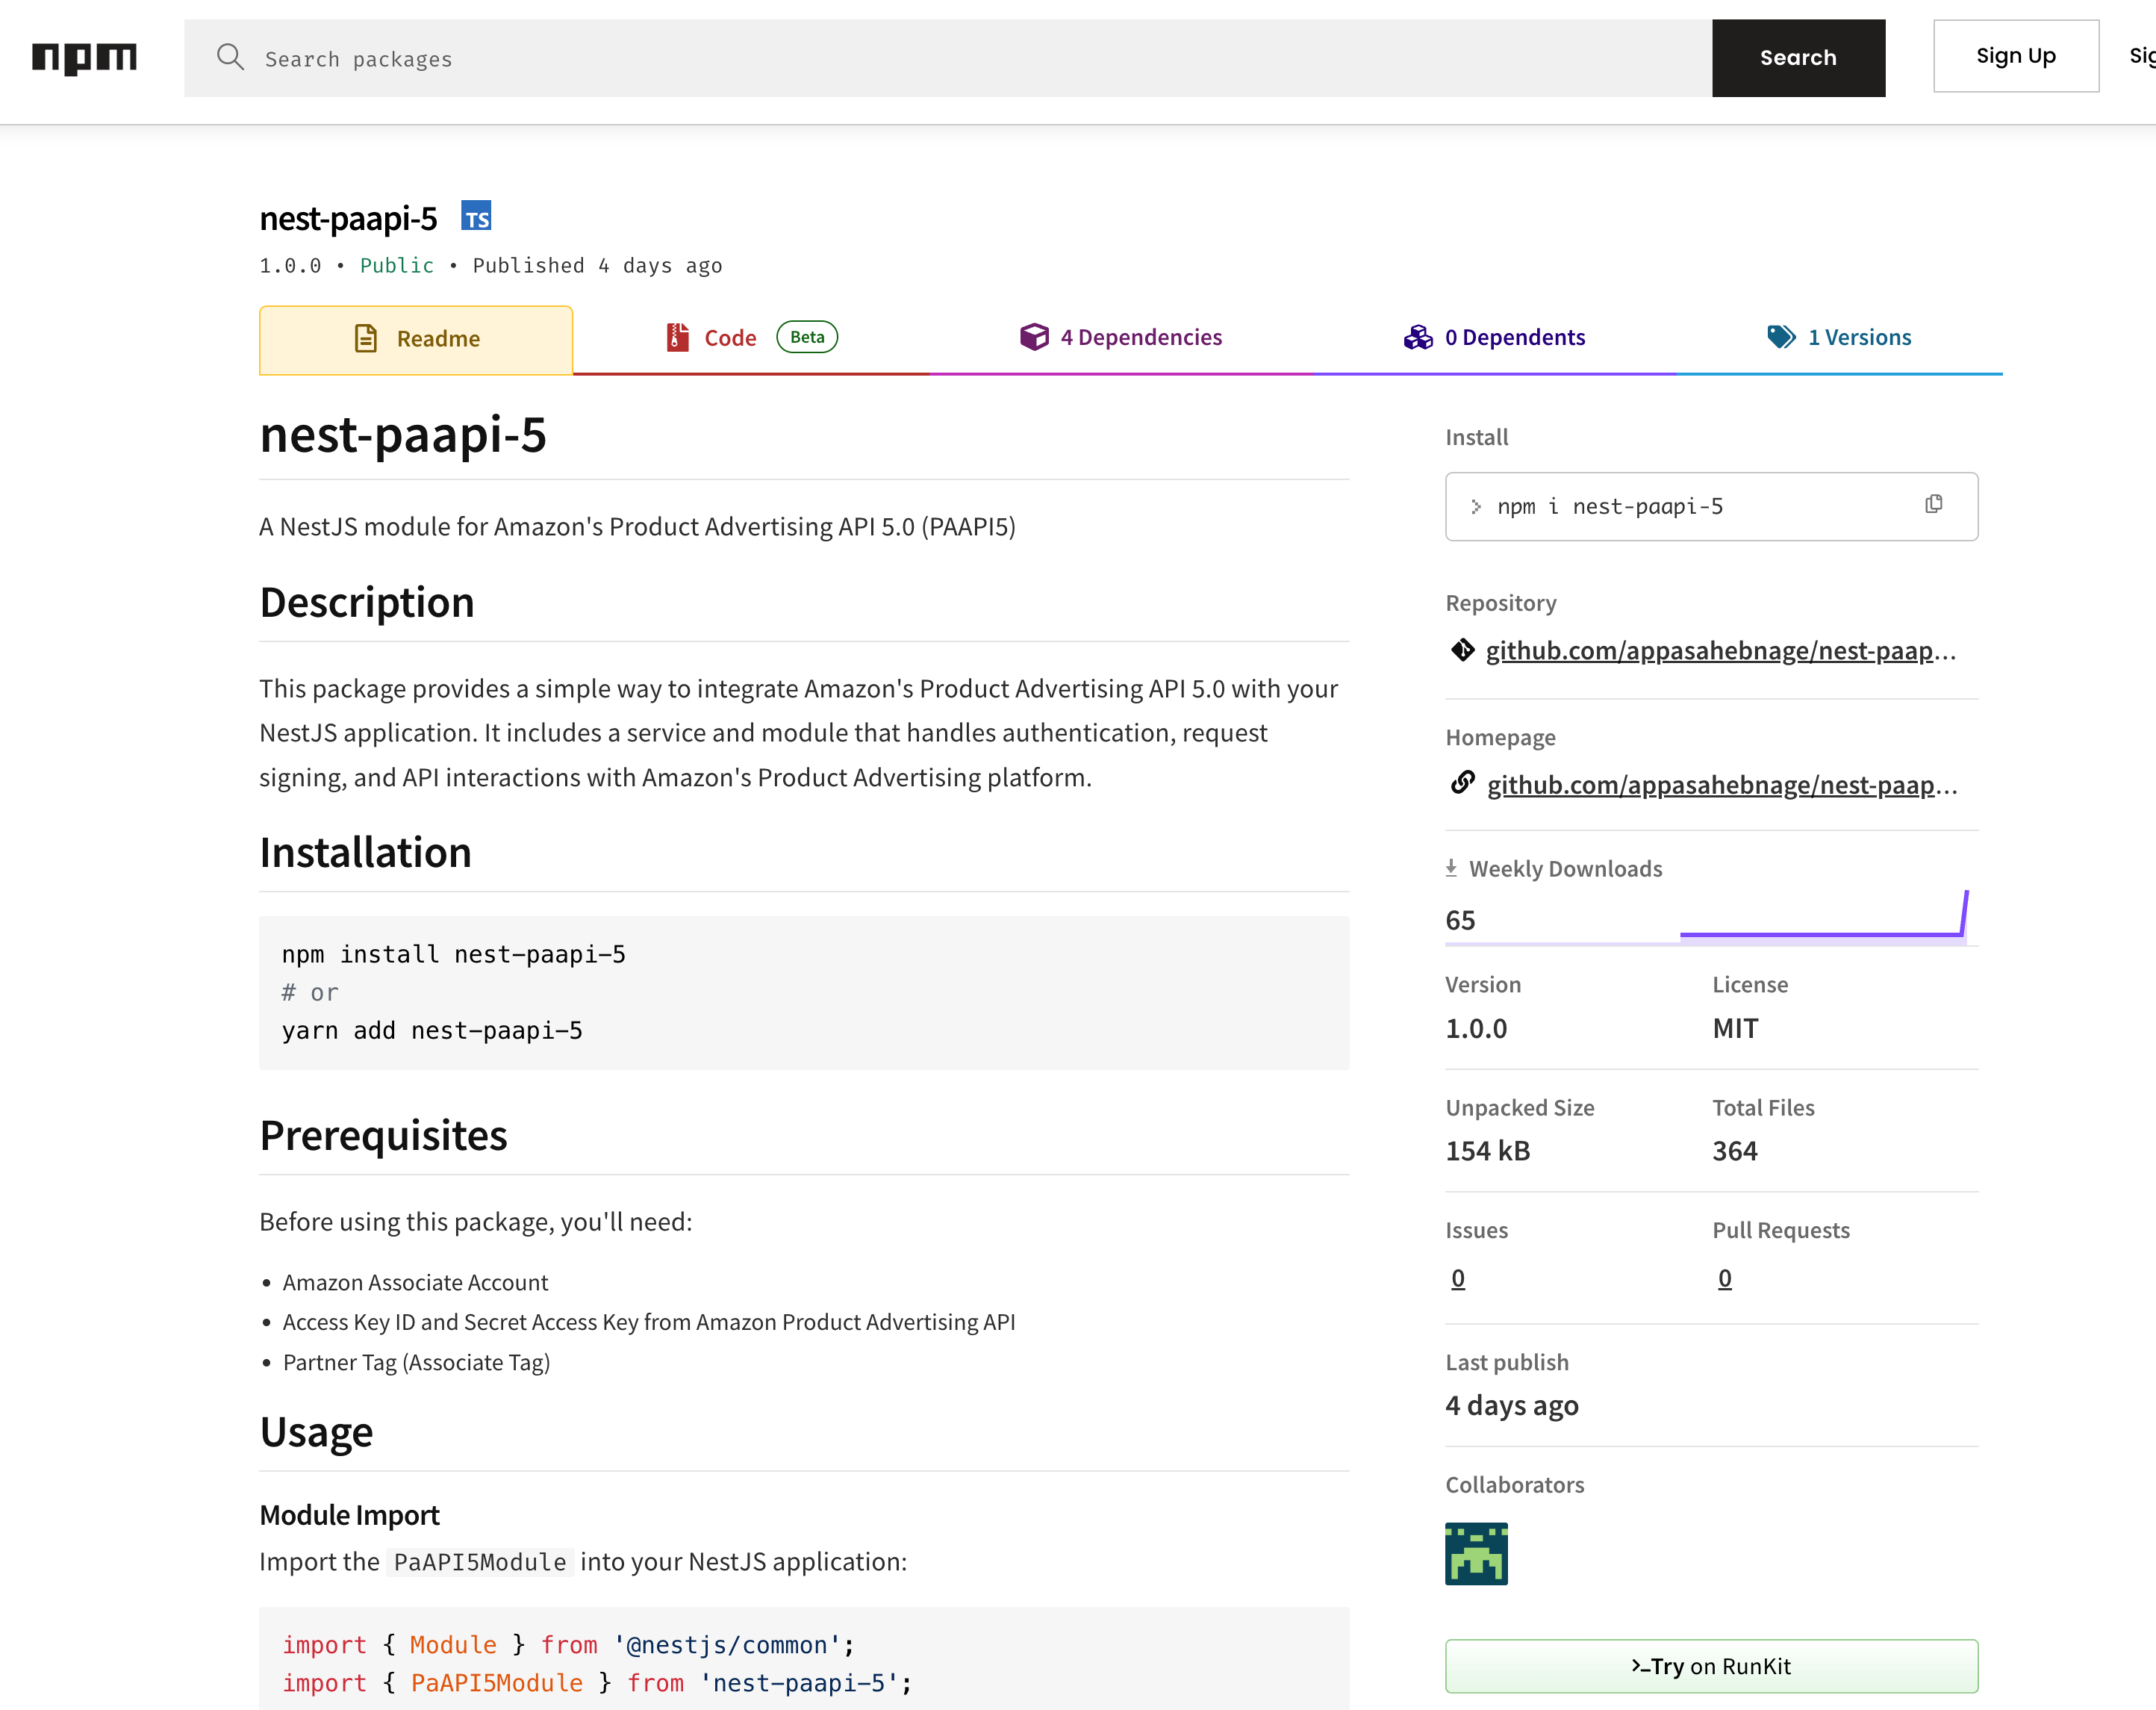 npm
Search packages
Search
Sign Up
Sig
nest-paapi-5
TS
1.0.0 • Public • Published 4 days ago
Readme
Code Beta
4 Dependencies
0 Dependents
1 Versions
nest-paapi-5
A NestJS module for Amazon's Product Advertising API 5.0 (PAAPI5)
Description
This package provides a simple way to integrate Amazon's Product Advertising API 5.0 with your
NestJS application. It includes a service and module that handles authentication, request
signing, and API interactions with Amazon's Product Advertising platform.
Installation
npm install nest-paapi-5
# or
yarn add nest-paapi-5
Prerequisites
Before using this package, you'll need:
• Amazon Associate Account
• Access Key ID and Secret Access Key from Amazon Product Advertising API
• Partner Tag (Associate Tag)
Usage
Module Import
Import the PaAPI5Module into your NestJS application:
import { Module } from '@nestjs/common';
import { PaAPI5Module } from 'nest-paapi-5';
Install
npm i nest-paapi-5
Repository
github.com/appasahebnage/nest-paap...
Homepage
github.com/appasahebnage/nest-paap...
Weekly Downloads
65
Version
1.0.0
License
MIT
Unpacked Size
154 kB
Total Files
364
Issues
0
Pull Requests
0
Last publish
4 days ago
Collaborators
>_Try on RunKit